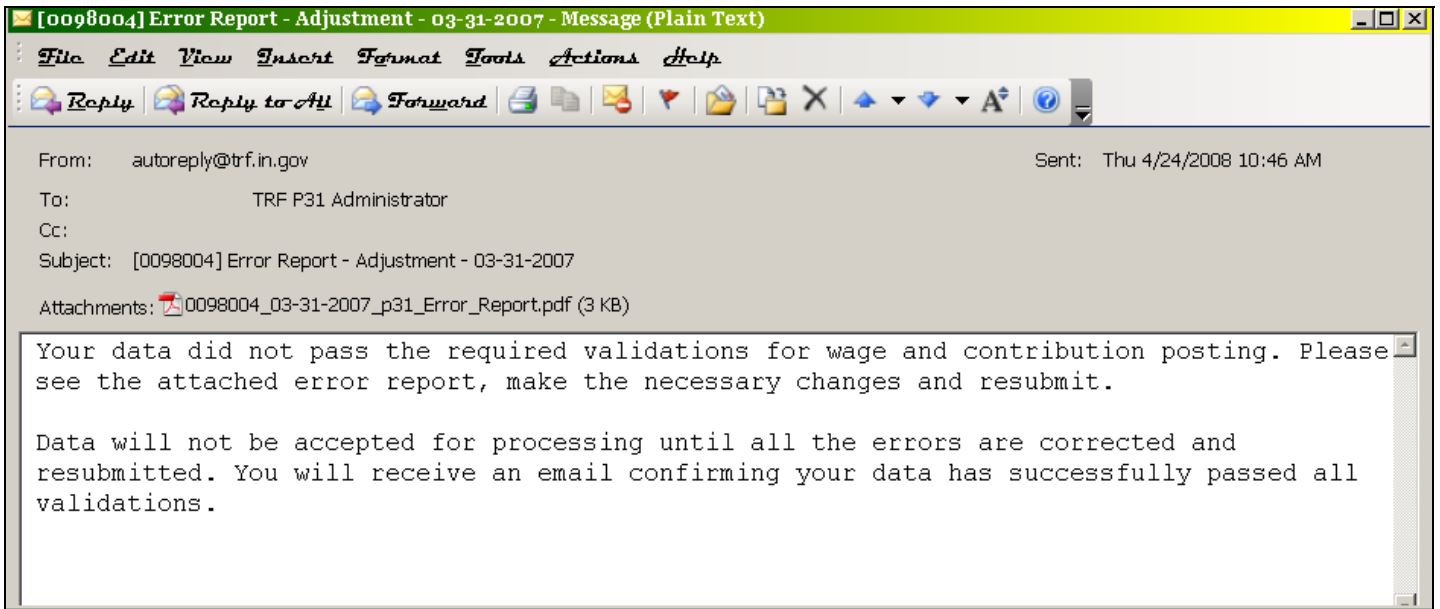 [0098004] Error Report - Adjustment - 03-31-2007 - Message (Plain Text)
File Edit View Insert Format Tools Actions Help
Reply Reply to All Forward
From: autoreply@trf.in.gov Sent: Thu 4/24/2008 10:46 AM
To: TRF P31 Administrator
Cc:
Subject: [0098004] Error Report - Adjustment - 03-31-2007
Attachments: 0098004_03-31-2007_p31_Error_Report.pdf (3 KB)
Your data did not pass the required validations for wage and contribution posting. Please
see the attached error report, make the necessary changes and resubmit.
Data will not be accepted for processing until all the errors are corrected and
resubmitted. You will receive an email confirming your data has successfully passed all
validations.